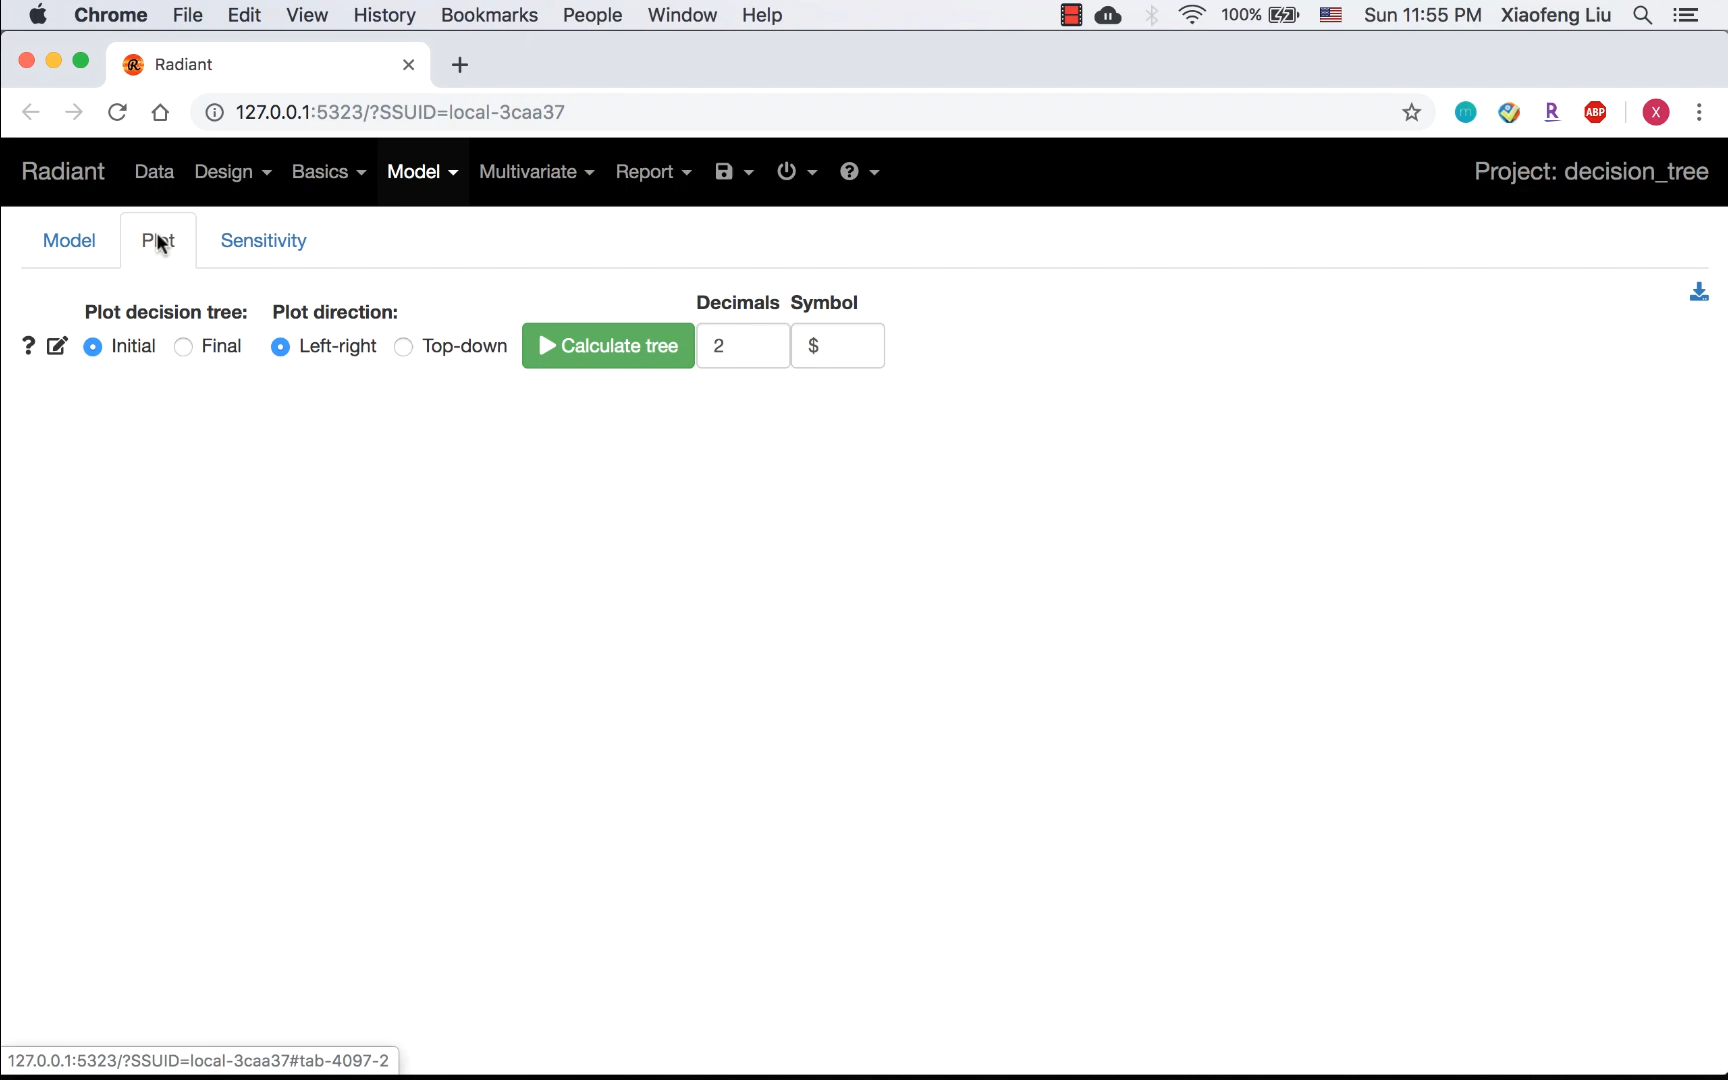 Chrome File Edit View History Bookmarks People Window Help 100% Sun 11:55 PM Xiaofeng Liu
Radiant
127.0.0.1:5323/?SSUID=local-3caa37 m R ABP X
Radiant Data Design Basics Model Multivariate Report ? Project: decision_tree
Model Plot Sensitivity
Plot decision tree: Plot direction: Decimals Symbol
? Initial Final Left-right Top-down Calculate tree 2 $
127.0.0.1:5323/?SSUID=local-3caa37#tab-4097-2